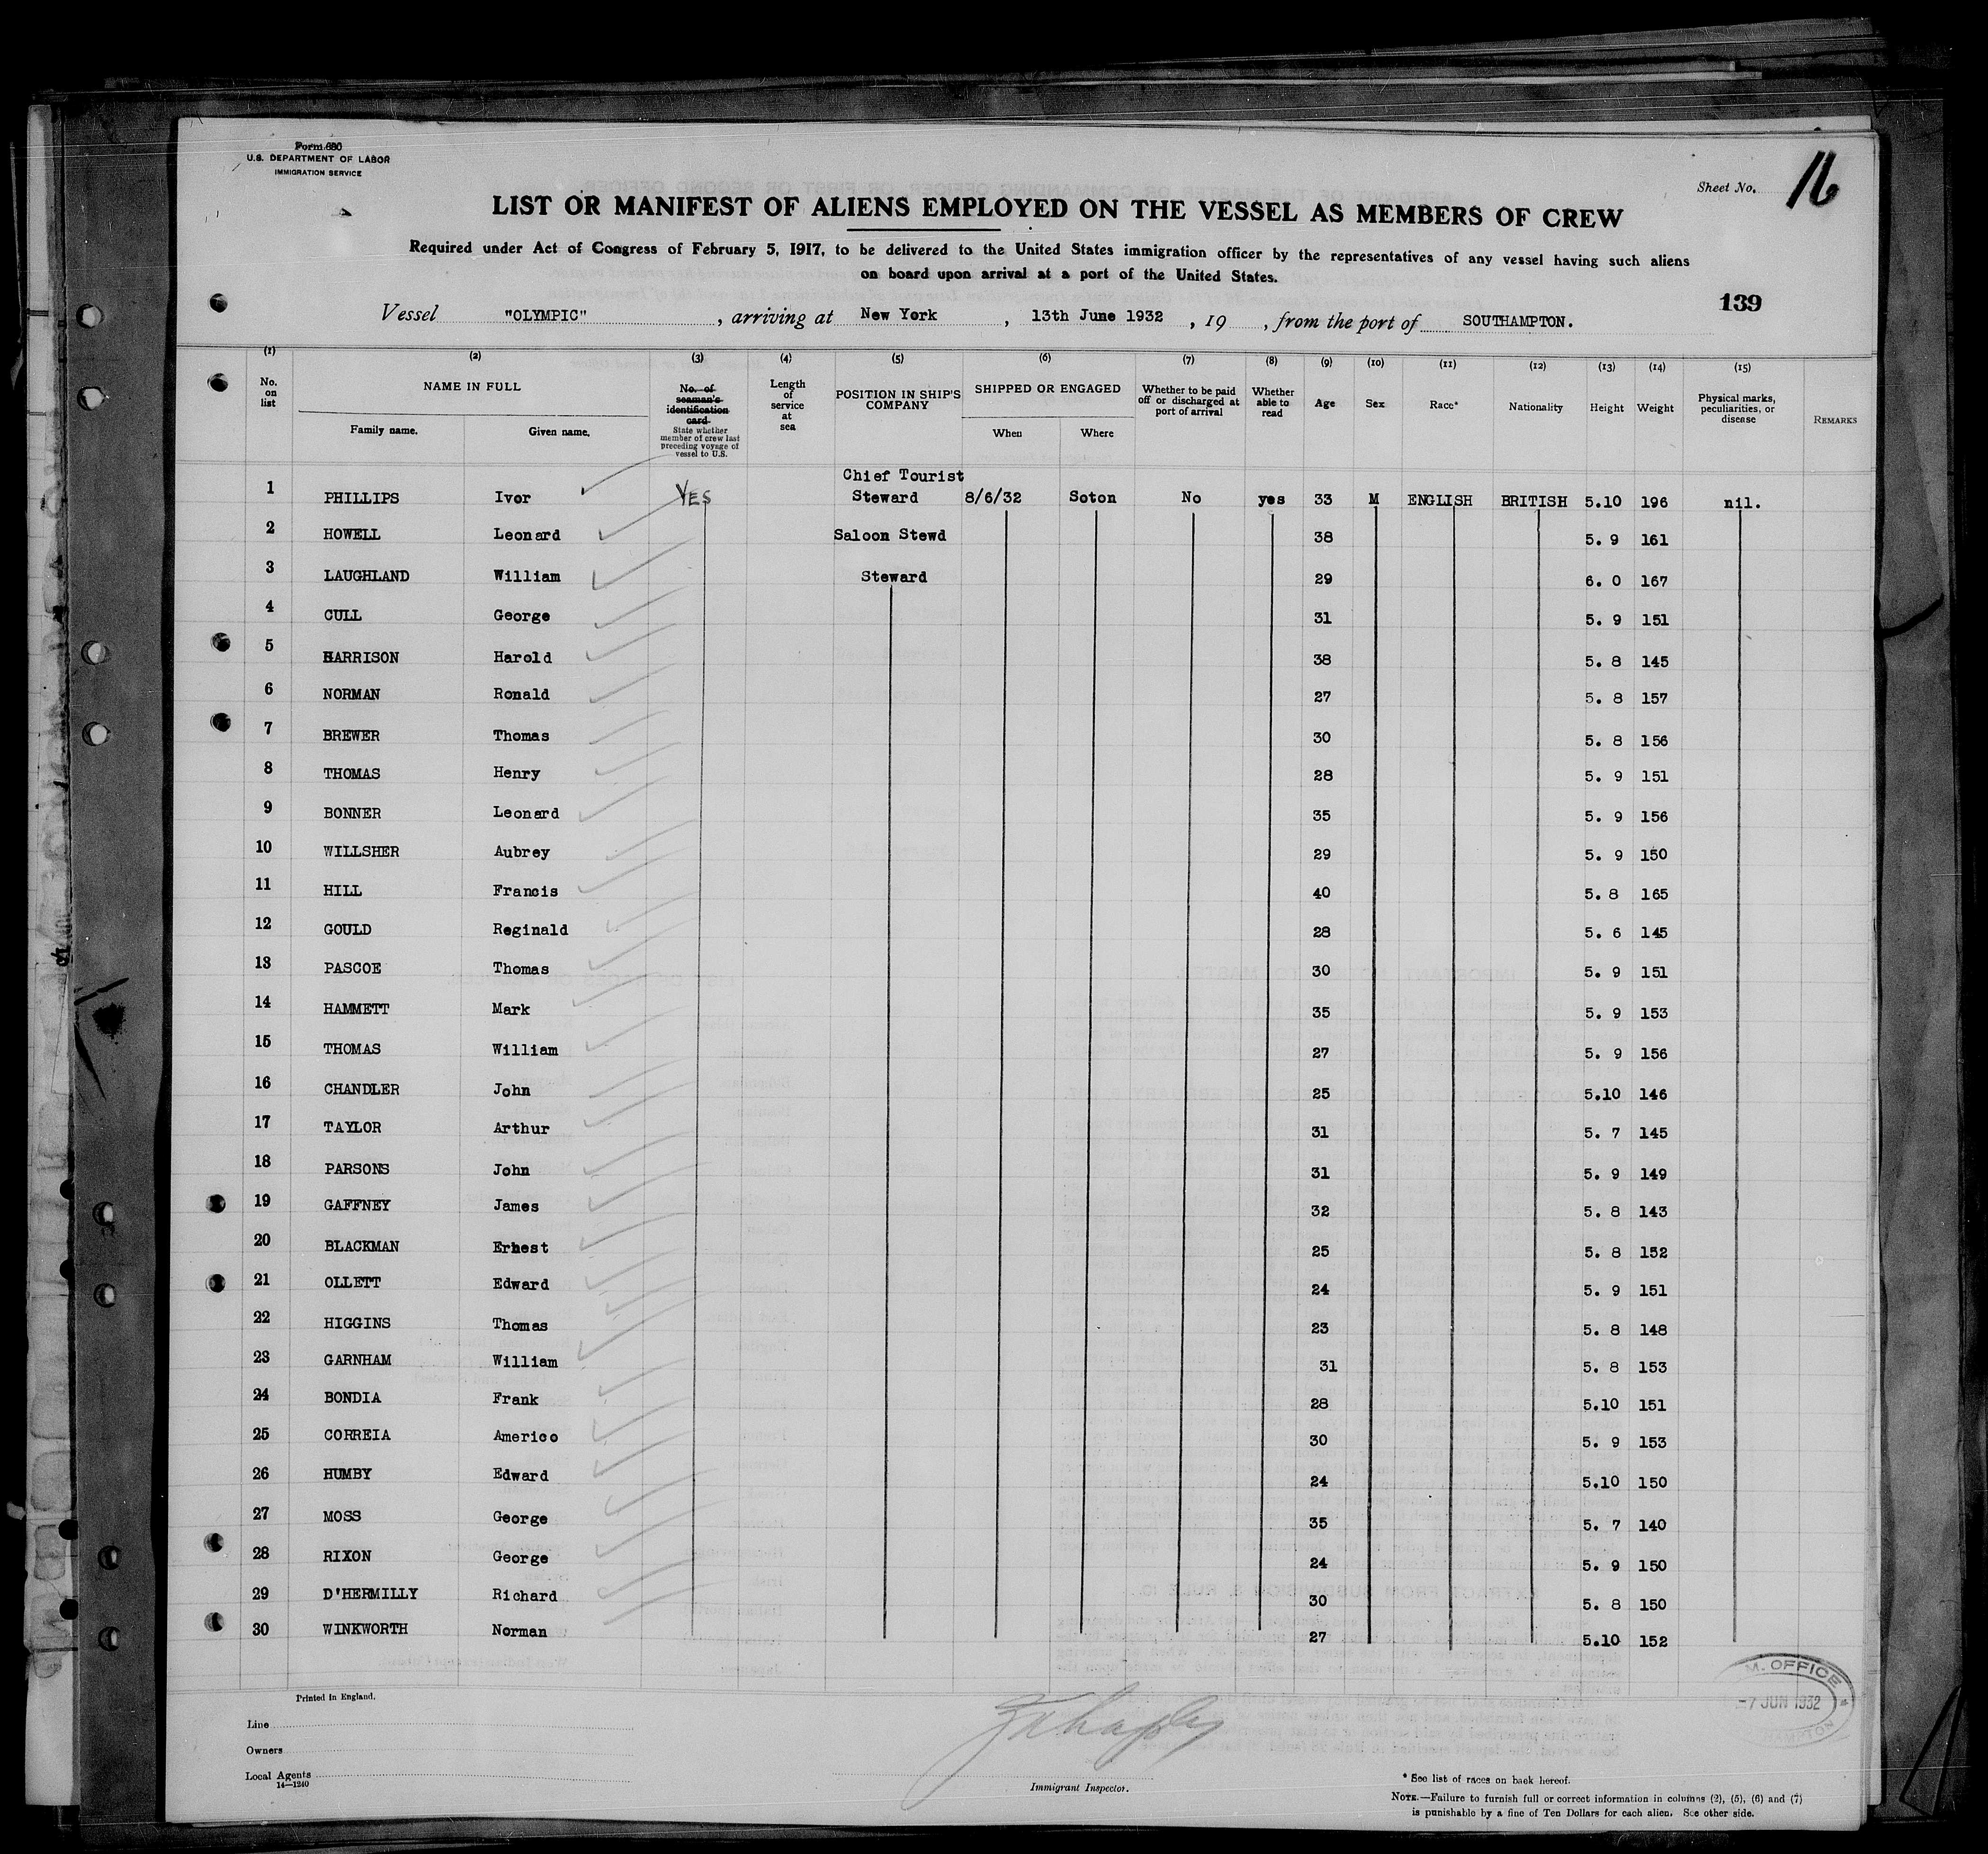 Form 680
U.S. DEPARTMENT OF LABOR
IMMIGRATION SERVICE
Sheet No. 16
LIST OR MANIFEST OF ALIENS EMPLOYED ON THE VESSEL AS MEMBERS OF CREW
Required under Act of Congress of February 5, 1917, to be delivered to the United States immigration officer by the representatives of any vessel having such aliens
on board upon arrival at a port of the United States.
139
Vessel "OLYMPIC", arriving at New York, 13th June 1932, 19 , from the port of SOUTHAMPTON.
(1) (2) (3) (4) (5) (6) (7) (8) (9) (10) (11) (12) (13) (14) (15)
No. on list NAME IN FULL Family name. Given name. No. of seaman's identification card State whether member of crew last preceding voyage of vessel to U.S. Length of service at sea POSITION IN SHIP'S COMPANY SHIPPED OR ENGAGED When Where Whether to be paid off or discharged at port of arrival Whether able to read Age Sex Race* Nationality Height Weight Physical marks, peculiarities, or disease REMARKS
1 PHILLIPS Ivor YES Chief Tourist Steward 8/6/32 Soton No yes 33 M ENGLISH BRITISH 5.10 196 nil.
2 HOWELL Leonard Saloon Stewd 38 5. 9 161
3 LAUGHLAND William Steward 29 6. 0 167
4 CULL George 31 5. 9 151
5 HARRISON Harold 38 5. 8 145
6 NORMAN Ronald 27 5. 8 157
7 BREWER Thomas 30 5. 8 156
8 THOMAS Henry 28 5. 9 151
9 BONNER Leonard 35 5. 9 156
10 WILLSHER Aubrey 29 5. 9 150
11 HILL Francis 40 5. 8 165
12 GOULD Reginald 28 5. 6 145
13 PASCOE Thomas 30 5. 9 151
14 HAMMETT Mark 35 5. 9 153
15 THOMAS William 27 5. 9 156
16 CHANDLER John 25 5.10 146
17 TAYLOR Arthur 31 5. 7 145
18 PARSONS John 31 5. 9 149
19 GAFFNEY James 32 5. 8 143
20 BLACKMAN Ernest 25 5. 8 152
21 OLLETT Edward 24 5. 9 151
22 HIGGINS Thomas 23 5. 8 148
23 GARNHAM William 31 5. 8 153
24 BONDIA Frank 28 5.10 151
25 CORREIA Americo 30 5. 9 153
26 HUMBY Edward 24 5.10 150
27 MOSS George 35 5. 7 140
28 RIXON George 24 5. 9 150
29 D'HERMILLY Richard 30 5. 8 150
30 WINKWORTH Norman 27 5.10 152
M. OFFICE
-7 JUN 1932
Printed in England.
Line
Owners
Local Agents
14—1240
Immigrant Inspector.
* See list of races on back hereof.
NOTE.—Failure to furnish full or correct information in columns (2), (5), (6) and (7)
is punishable by a fine of Ten Dollars for each alien. See other side.